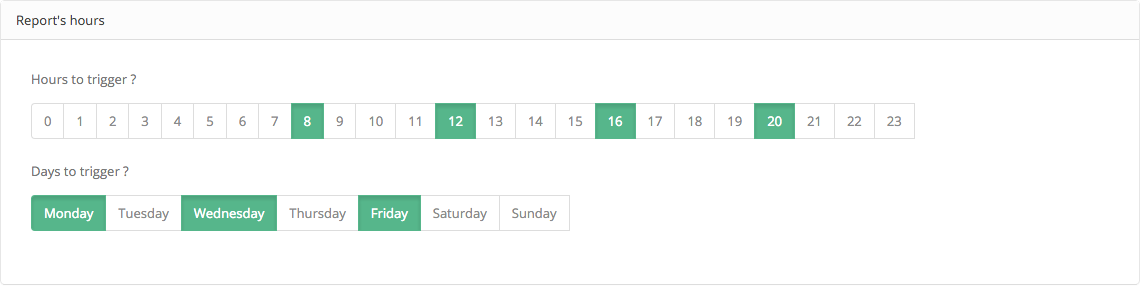 Report's hours
Hours to trigger ?
0 1 2 3 4 5 6 7 8 9 10 11 12 13 14 15 16 17 18 19 20 21 22 23
Days to trigger ?
Monday Tuesday Wednesday Thursday Friday Saturday Sunday